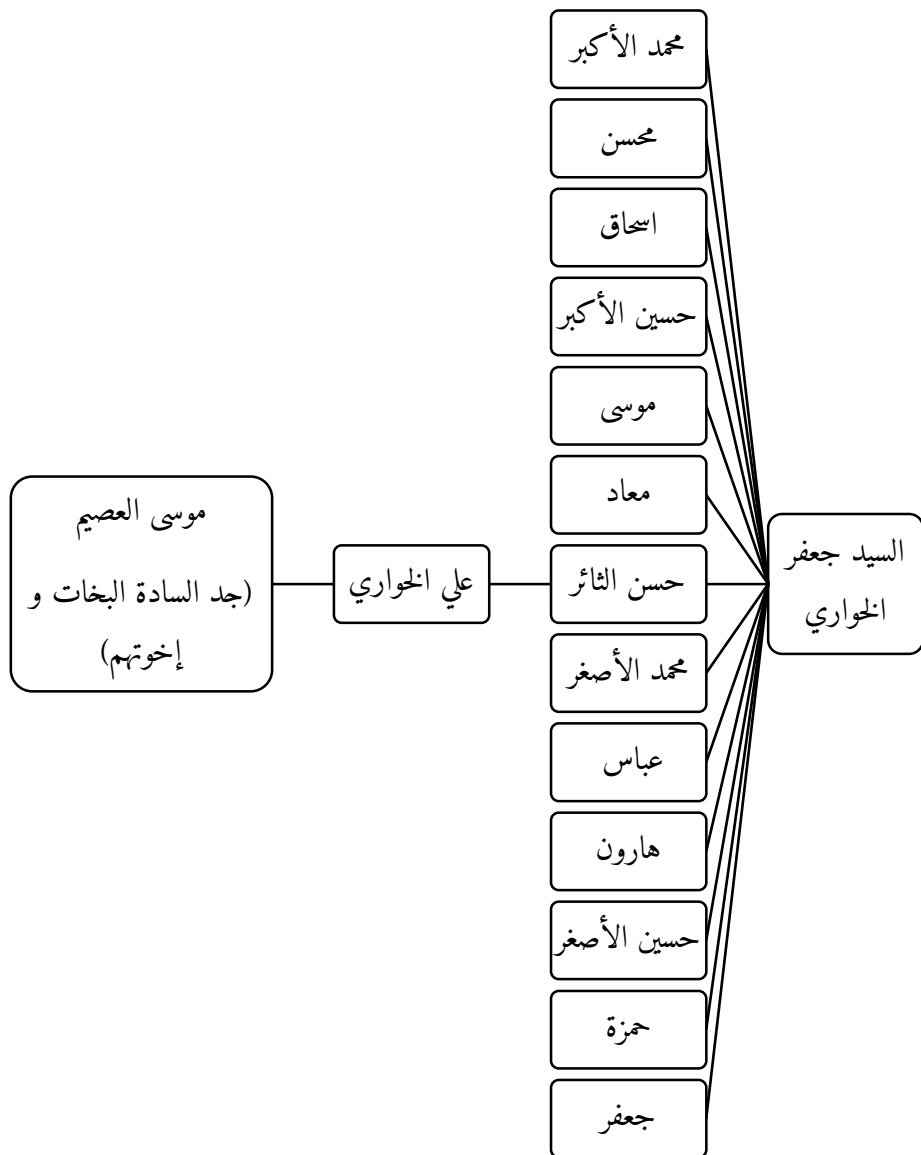 السيد جعفر
الخواري
محمد الأكبر
محسن
اسحاق
حسين الأكبر
موسى
معاد
حسن الثائر
محمد الأصغر
عباس
هارون
حسين الأصغر
حمزة
جعفر
علي الخواري
موسى العصيم
(جد السادة البخات و
إخوتهم)